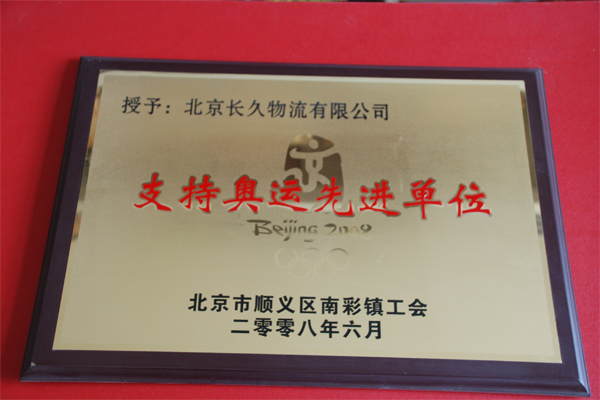 授予：北京长久物流有限公司
支持奥运先进单位
Beijing 2008
北京市顺义区南彩镇工会
二零零八年六月